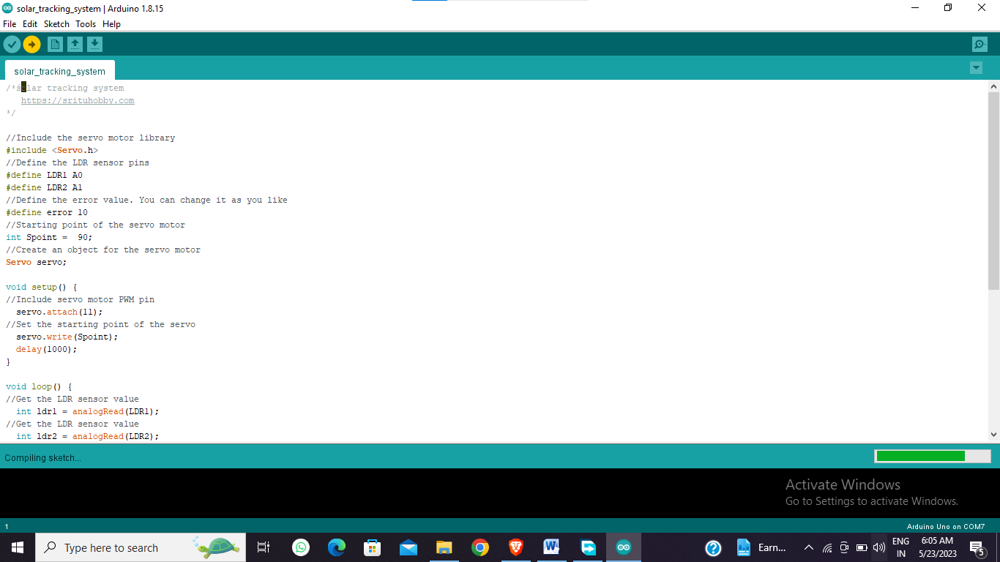 solar_tracking_system | Arduino 1.8.15
File Edit Sketch Tools Help
solar_tracking_system
/*śolar tracking system
https://srituhobby.com
*/
//Include the servo motor library
#include <Servo.h>
//Define the LDR sensor pins
#define LDR1 A0
#define LDR2 A1
//Define the error value. You can change it as you like
#define error 10
//Starting point of the servo motor
int Spoint =  90;
//Create an object for the servo motor
Servo servo;
void setup() {
//Include servo motor PWM pin
servo.attach(11);
//Set the starting point of the servo
servo.write(Spoint);
delay(1000);
}
void loop() {
//Get the LDR sensor value
int ldr1 = analogRead(LDR1);
//Get the LDR sensor value
int ldr2 = analogRead(LDR2);
Compiling sketch...
Activate Windows
Go to Settings to activate Windows.
1
Arduino Uno on COM7
Type here to search
Earn...
ENG
IN
6:05 AM
5/23/2023
5